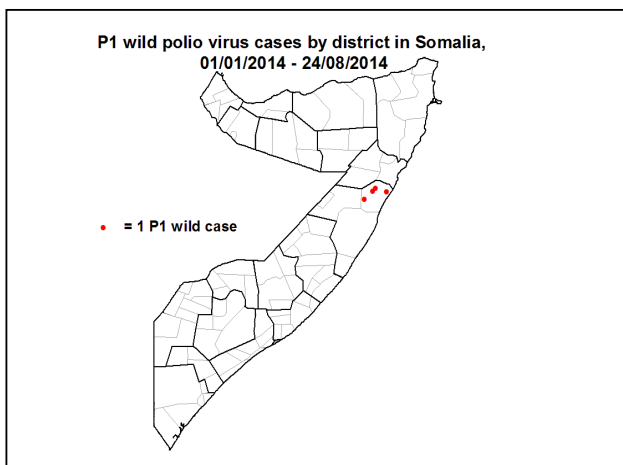 P1 wild polio virus cases by district in Somalia,
01/01/2014 - 24/08/2014
= 1 P1 wild case